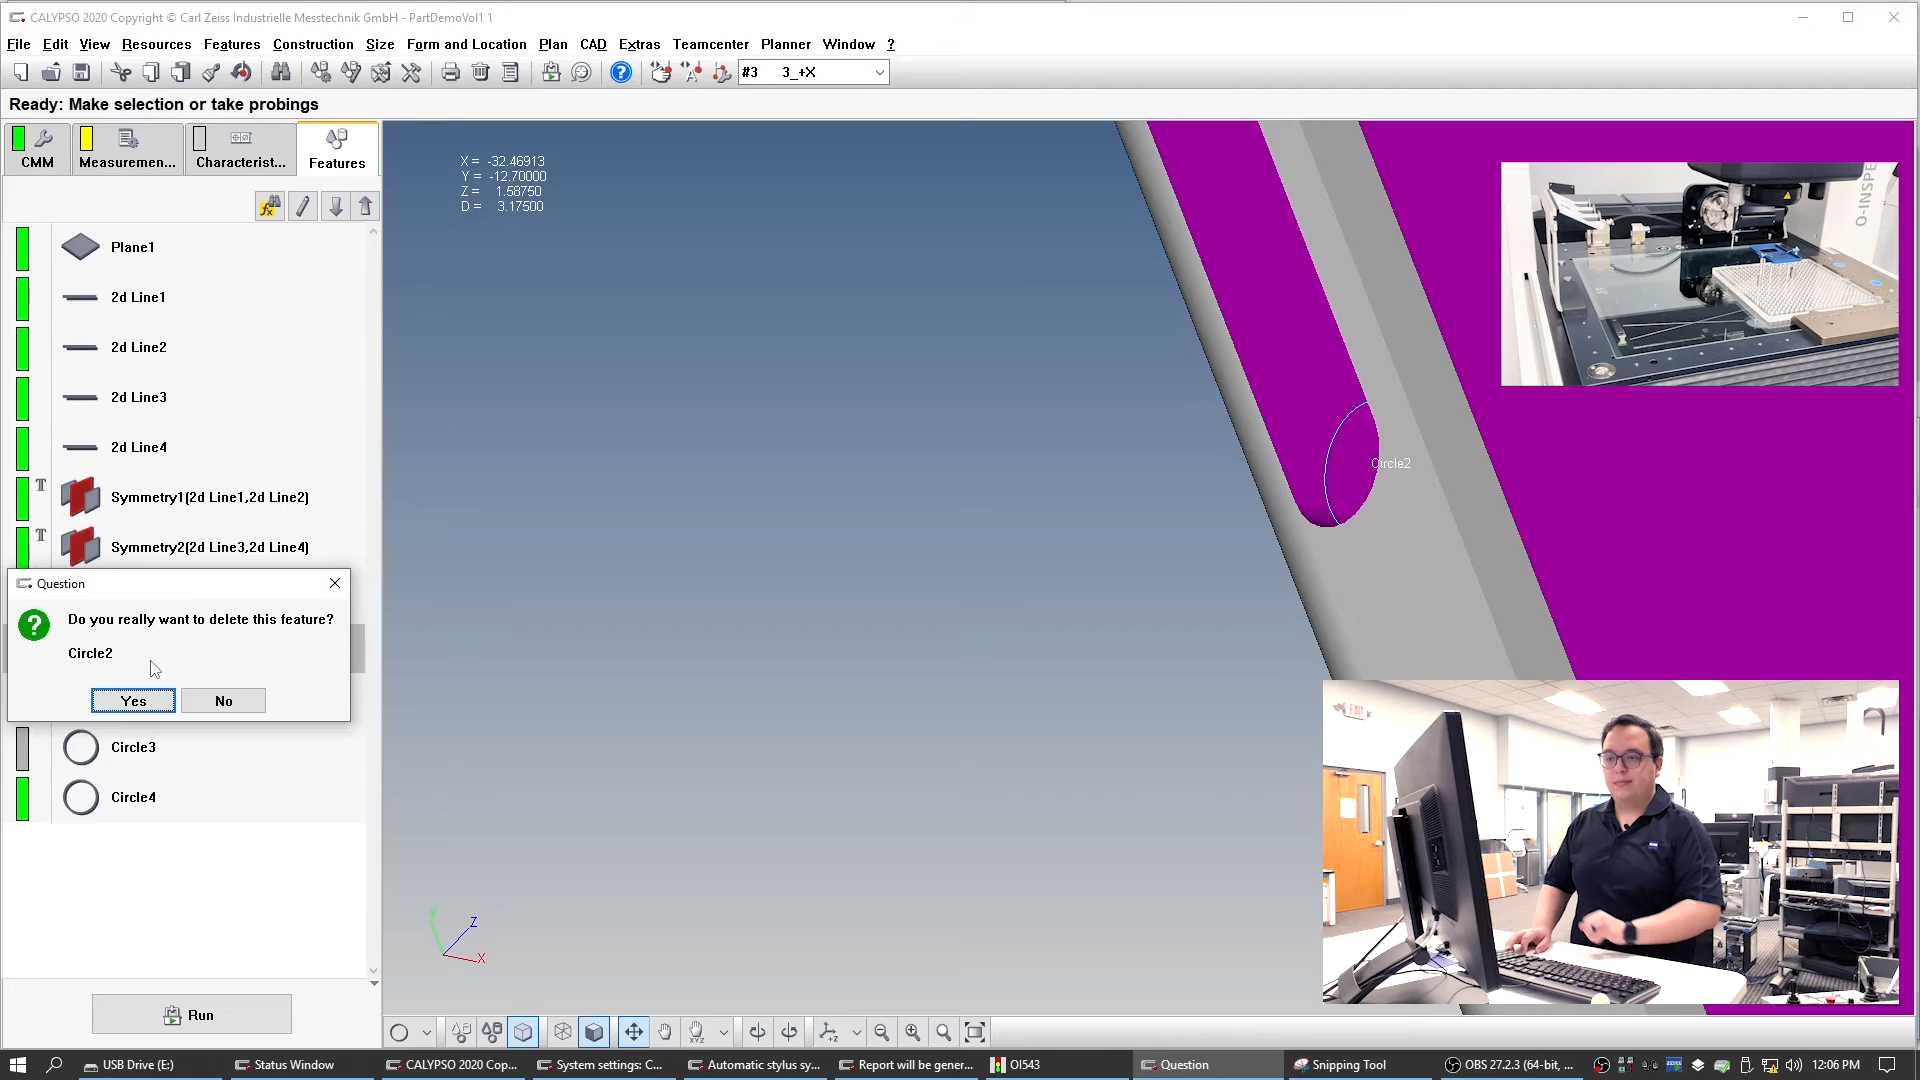 CALYPSO 2020 Copyright © Carl Zeiss Industrielle Messtechnik GmbH - PartDemoVol1 1
File Edit View Resources Features Construction Size Form and Location Plan CAD Extras Teamcenter Planner Window ?
#3 3_+X
Ready: Make selection or take probings
CMM
Measuremen...
Characterist...
Features
X = -32.46913
Y = -12.70000
Z = 1.58750
D = 3.17500
Plane1
2d Line1
2d Line2
2d Line3
2d Line4
T Symmetry1(2d Line1,2d Line2)
T Symmetry2(2d Line3,2d Line4)
Question
Do you really want to delete this feature?
Circle2
Yes
No
Circle3
Circle4
Run
Circle2
Y
Z
X
O-INSPE
EXIT
USB Drive (E:)
Status Window
CALYPSO 2020 Cop...
System settings: C...
Automatic stylus sy...
Report will be gener...
OI543
Question
Snipping Tool
OBS 27.2.3 (64-bit, ...
12:06 PM